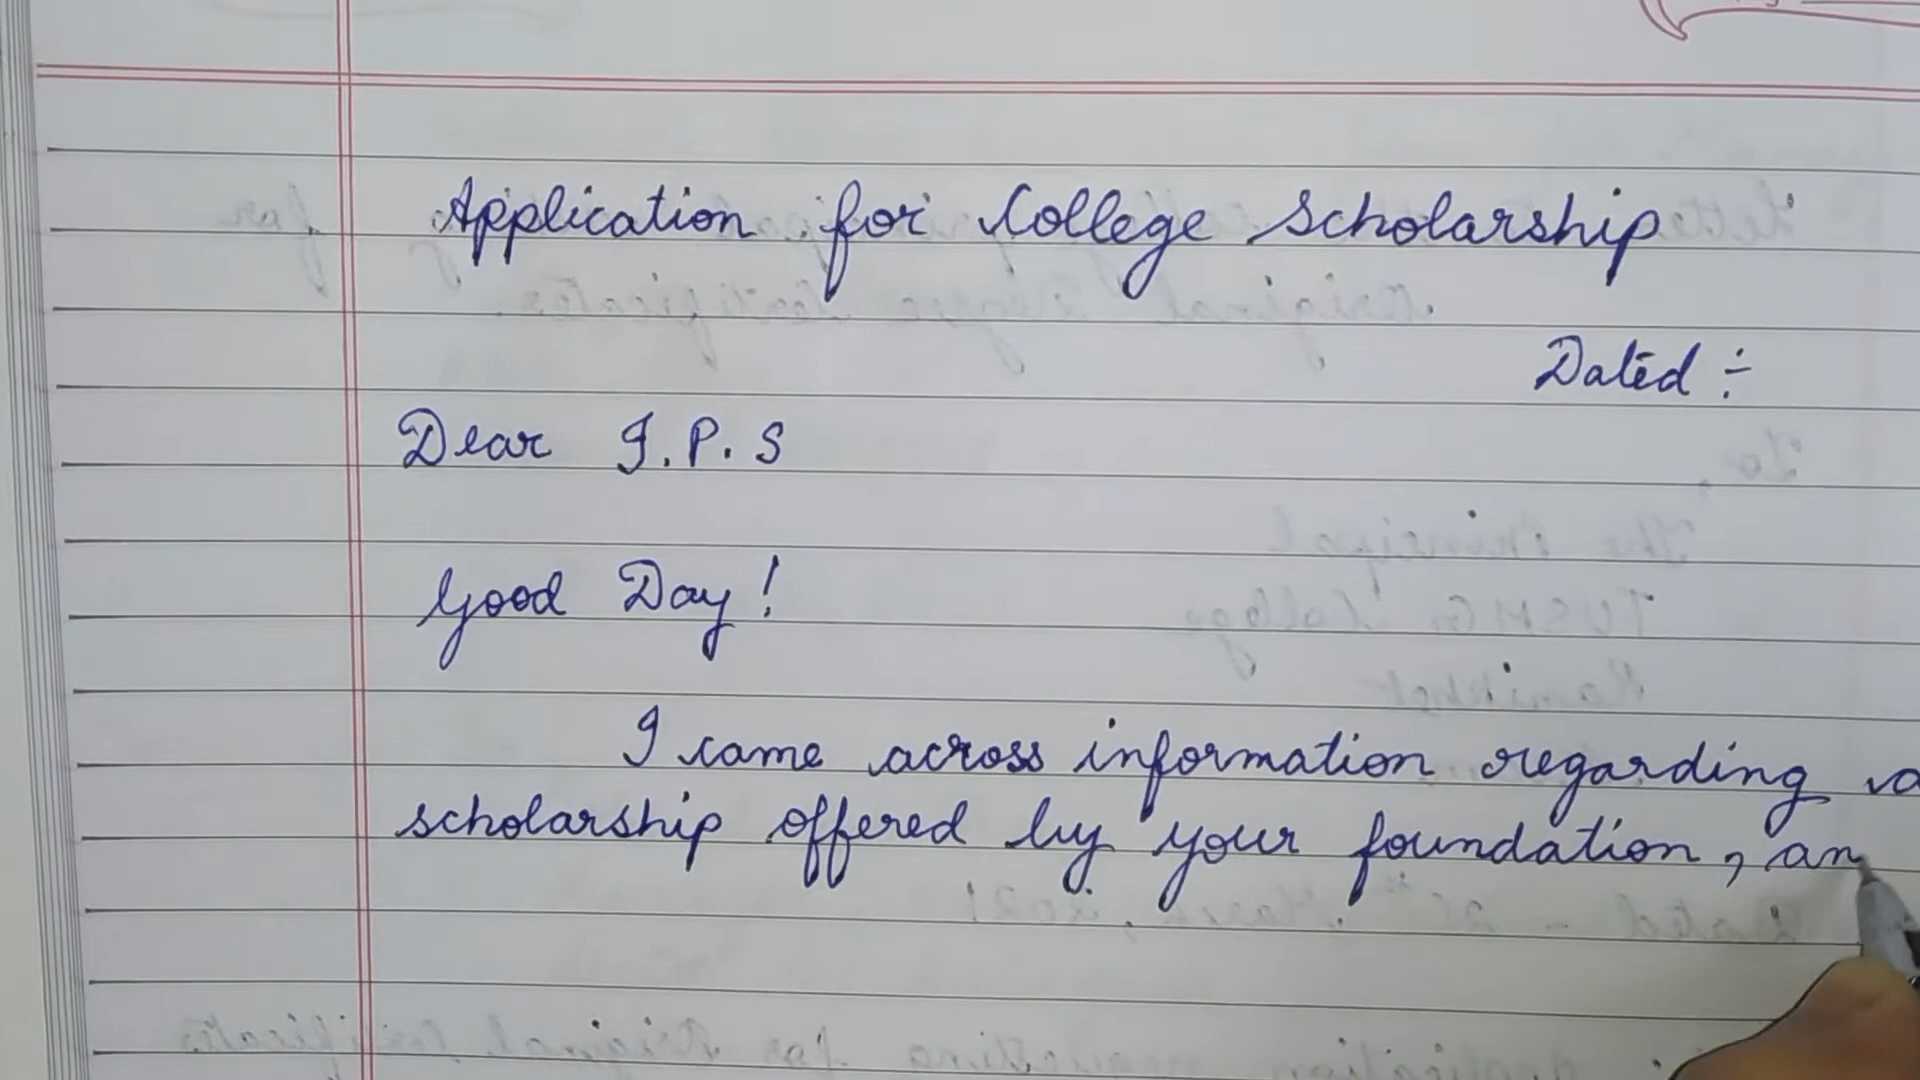 Application for College Scholarship
Dated ÷
Dear I.P.S
Good Day!
I came across information regarding
scholarship offered by your foundation, an